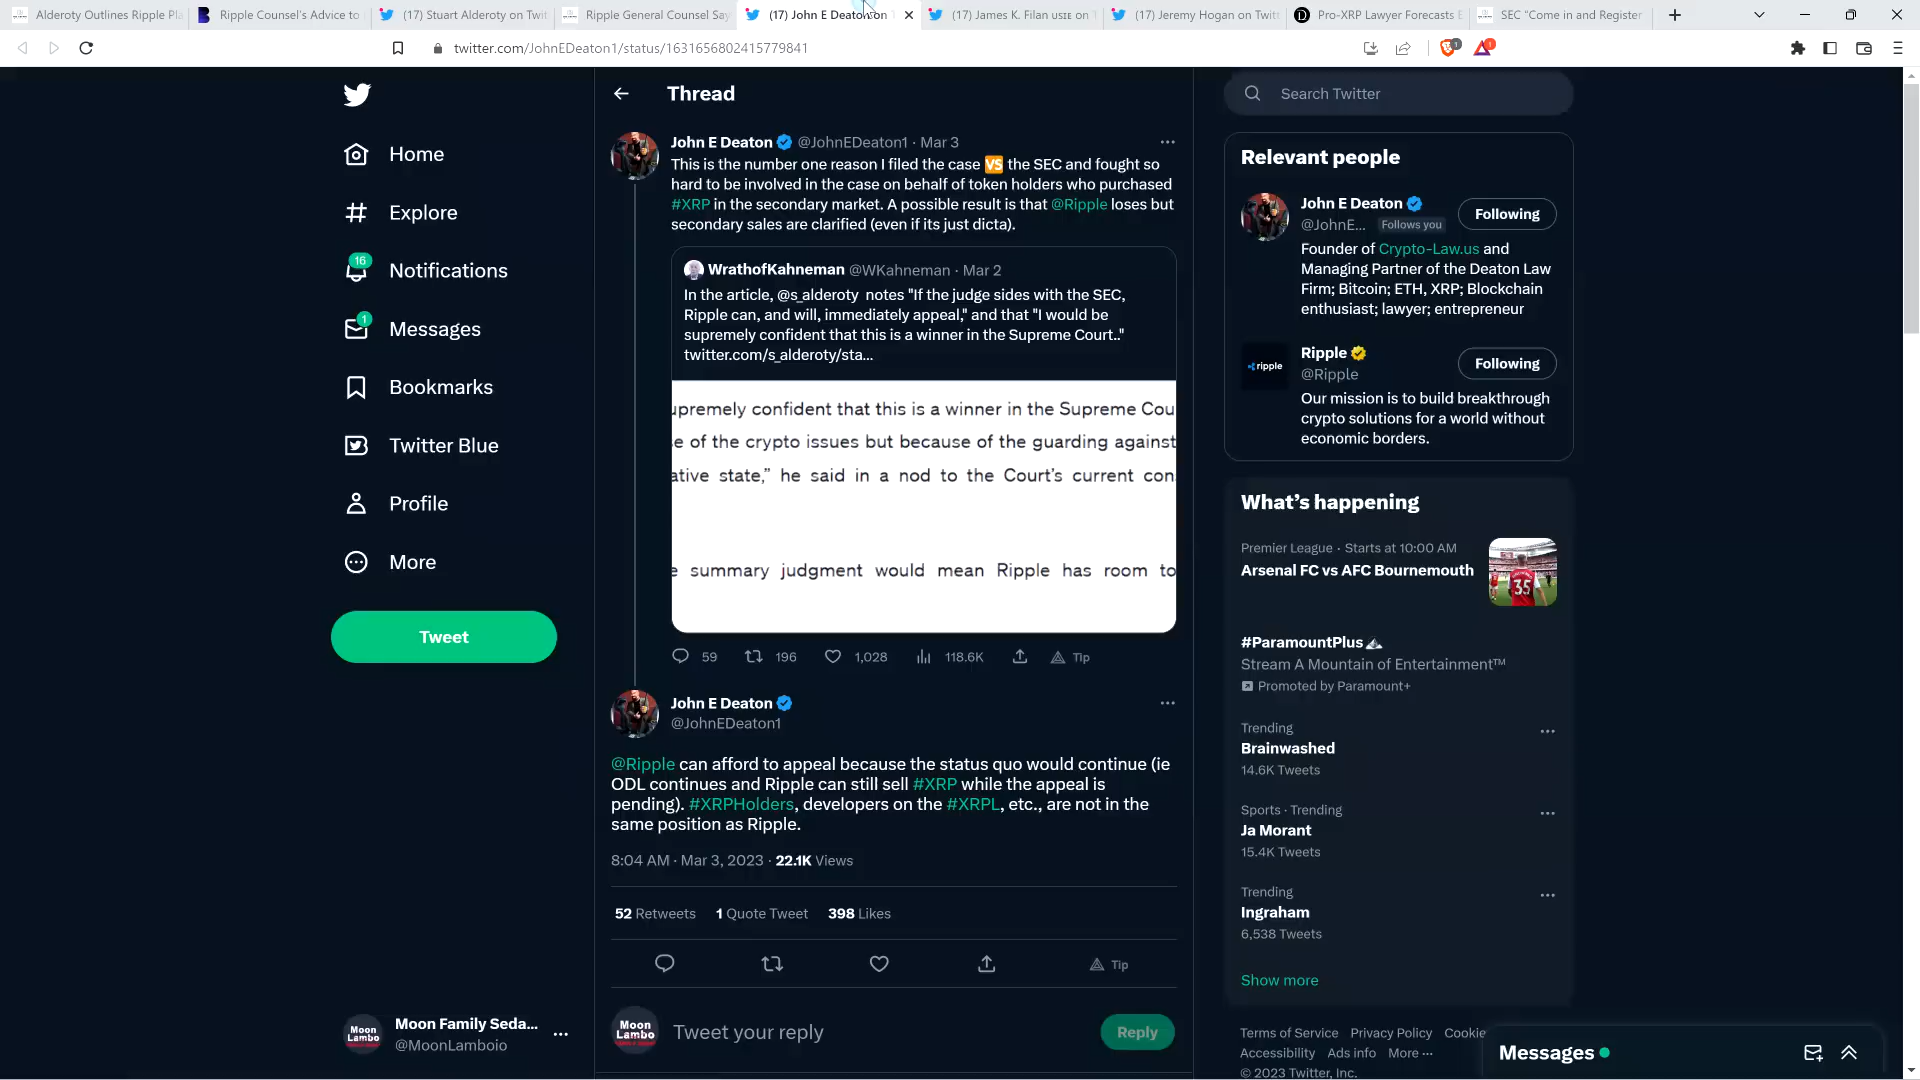 Alderoty Outlines Ripple Pla
Ripple Counsel's Advice to
(17) Stuart Alderoty on Twit
Ripple General Counsel Say
(17) John E Deaton on
(17) James K. Filan 🇺🇸 on
(17) Jeremy Hogan on Twitt
Pro-XRP Lawyer Forecasts
SEC "Come in and Register
twitter.com/JohnEDeaton1/status/1631656802415779841
Thread
Home
Explore
16
Notifications
1
Messages
Bookmarks
Twitter Blue
Profile
More
Tweet
Moon Family Seda...
@MoonLamboio
John E Deaton @JohnEDeaton1 · Mar 3
This is the number one reason I filed the case VS the SEC and fought so
hard to be involved in the case on behalf of token holders who purchased
#XRP in the secondary market. A possible result is that @Ripple loses but
secondary sales are clarified (even if its just dicta).
WrathofKahneman @WKahneman · Mar 2
In the article, @s_alderoty notes "If the judge sides with the SEC,
Ripple can, and will, immediately appeal," and that "I would be
supremely confident that this is a winner in the Supreme Court.."
twitter.com/s_alderoty/sta...
upremely confident that this is a winner in the Supreme Cou
e of the crypto issues but because of the guarding against
ative state," he said in a nod to the Court's current con
e summary judgment would mean Ripple has room to
59 196 1,028 118.6K Tip
John E Deaton
@JohnEDeaton1
@Ripple can afford to appeal because the status quo would continue (ie
ODL continues and Ripple can still sell #XRP while the appeal is
pending). #XRPHolders, developers on the #XRPL, etc., are not in the
same position as Ripple.
8:04 AM · Mar 3, 2023 · 22.1K Views
52 Retweets 1 Quote Tweet 398 Likes
Tip
Moon
Lambo
Tweet your reply
Reply
Search Twitter
Relevant people
John E Deaton
@JohnE... Follows you
Following
Founder of Crypto-Law.us and
Managing Partner of the Deaton Law
Firm; Bitcoin; ETH, XRP; Blockchain
enthusiast; lawyer; entrepreneur
ripple
Ripple
@Ripple
Following
Our mission is to build breakthrough
crypto solutions for a world without
economic borders.
What's happening
Premier League · Starts at 10:00 AM
Arsenal FC vs AFC Bournemouth
35
#ParamountPlus
Stream A Mountain of Entertainment™
Promoted by Paramount+
Trending
Brainwashed
14.6K Tweets
Sports · Trending
Ja Morant
15.4K Tweets
Trending
Ingraham
6,538 Tweets
Show more
Terms of Service Privacy Policy Cookie
Accessibility Ads info More ···
© 2023 Twitter, Inc.
Messages
Moon
Lambo